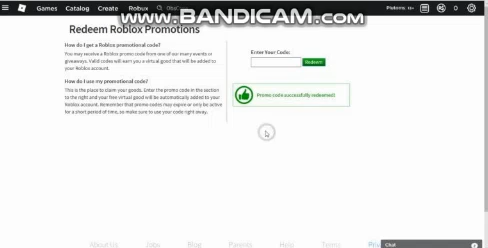 Games Catalog Create Robux
WWW.BANDICAM.COM
Redeem Roblox Promotions
How do I get a Roblox promotional code?
You may receive a Roblox promo code from one of our many events or
giveaways. Valid codes will earn you a virtual good that will be added to
your Roblox account.
How do I use my promotional code?
This is the place to claim your goods. Enter the promo code in the section
to the right and your free virtual good will be automatically added to your
Roblox account. Remember that promo codes may expire or only be active
for a short period of time, so make sure to use your code right away.
Enter Your Code:
Redeem
Promo code successfully redeemed!
About Us Jobs Blog Parents Help Terms
Chat